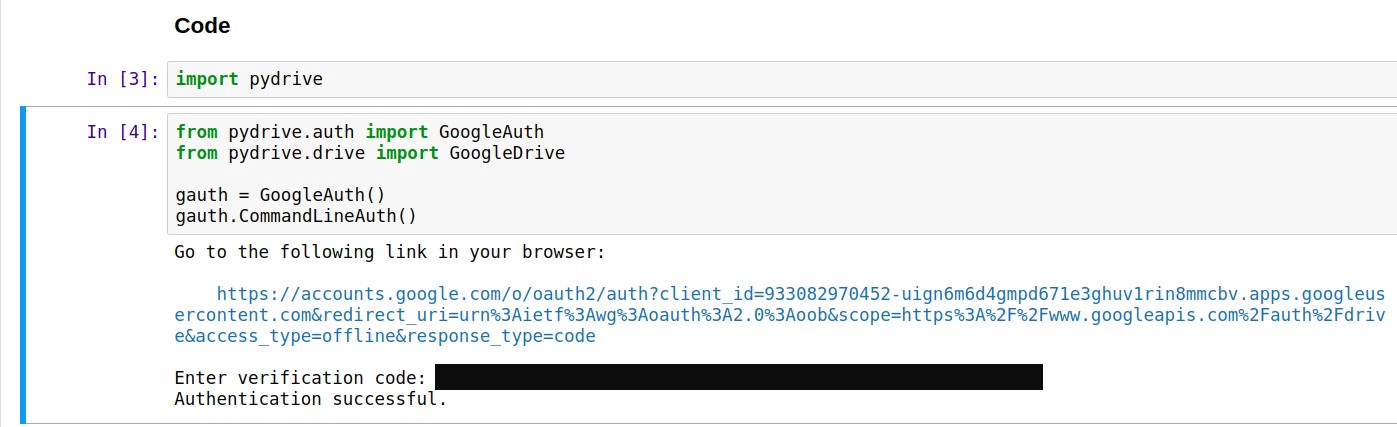 Code
In [3]: import pydrive
In [4]: from pydrive.auth import GoogleAuth
from pydrive.drive import GoogleDrive
gauth = GoogleAuth()
gauth.CommandLineAuth()
Go to the following link in your browser:
https://accounts.google.com/o/oauth2/auth?client_id=933082970452-uign6m6d4gmpd671e3ghuv1rin8mmcbv.apps.googleus
ercontent.com&redirect_uri=urn%3Aietf%3Awg%3Aoauth%3A2.0%3Aoob&scope=https%3A%2F%2Fwww.googleapis.com%2Fauth%2Fdriv
e&access_type=offline&response_type=code
Enter verification code:
Authentication successful.